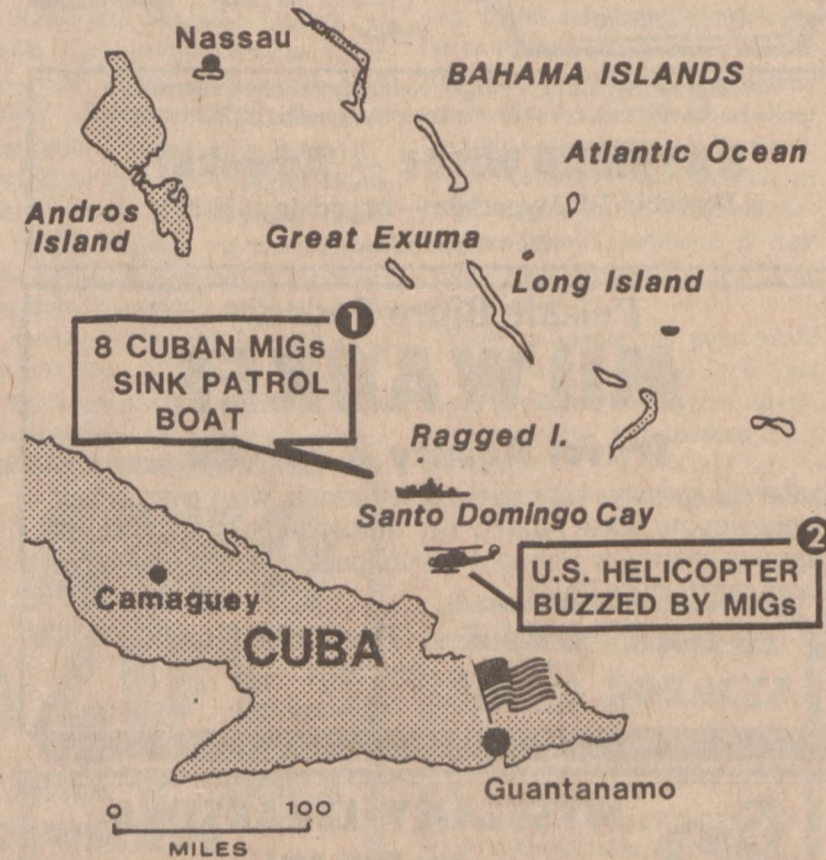 Nassau
BAHAMA ISLANDS
Atlantic Ocean
Andros
Island
Great Exuma
Long Island
1
8 CUBAN MIGs
SINK PATROL
BOAT
Ragged I.
Santo Domingo Cay
2
U.S. HELICOPTER
BUZZED BY MIGs
Camaguey
CUBA
Guantanamo
0 100
MILES